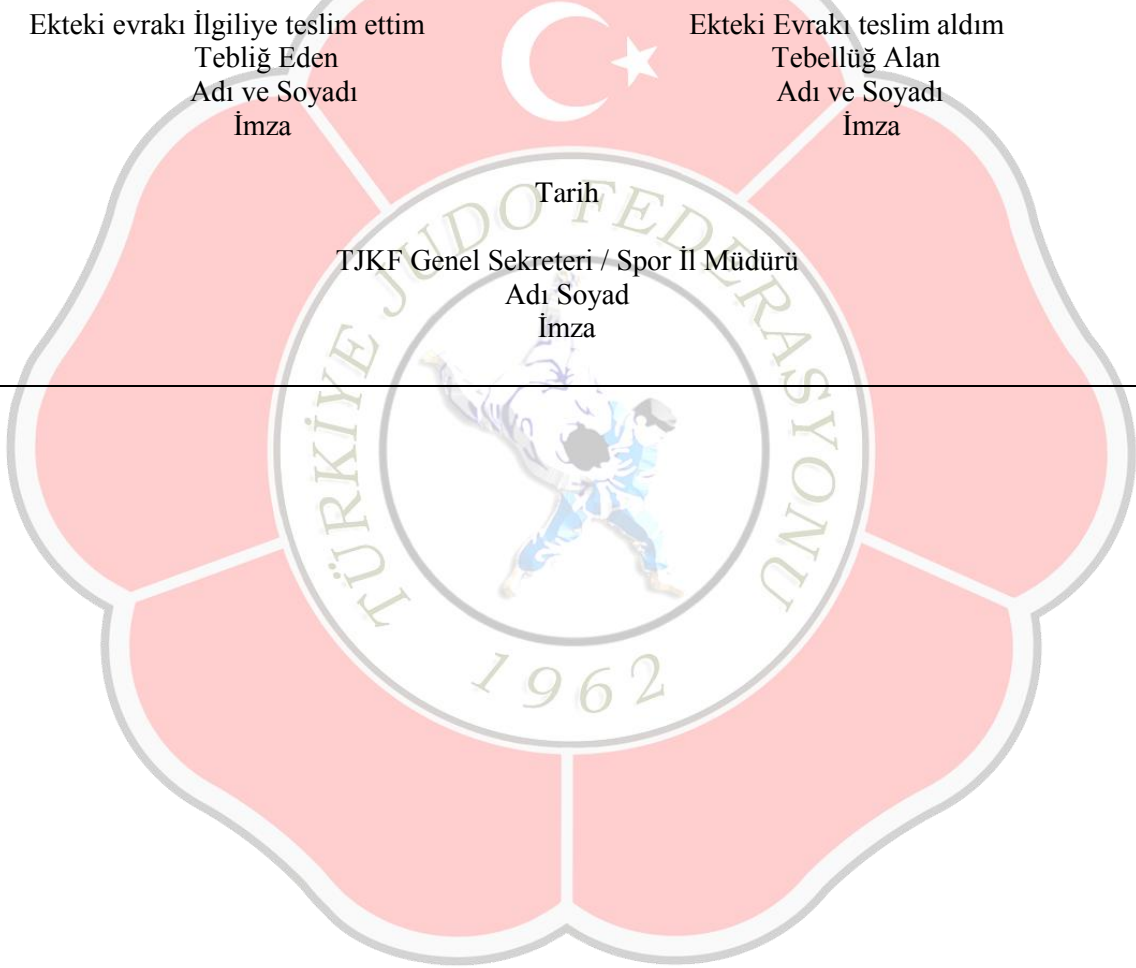 Ekteki evrakı İlgiliye teslim ettim
Tebliğ Eden
Adı ve Soyadı
İmza
Ekteki Evrakı teslim aldım
Tebellüğ Alan
Adı ve Soyadı
İmza
Tarih
TJKF Genel Sekreteri / Spor İl Müdürü
Adı Soyad
İmza
TÜRKİYE JUDO FEDERASYONU
1962